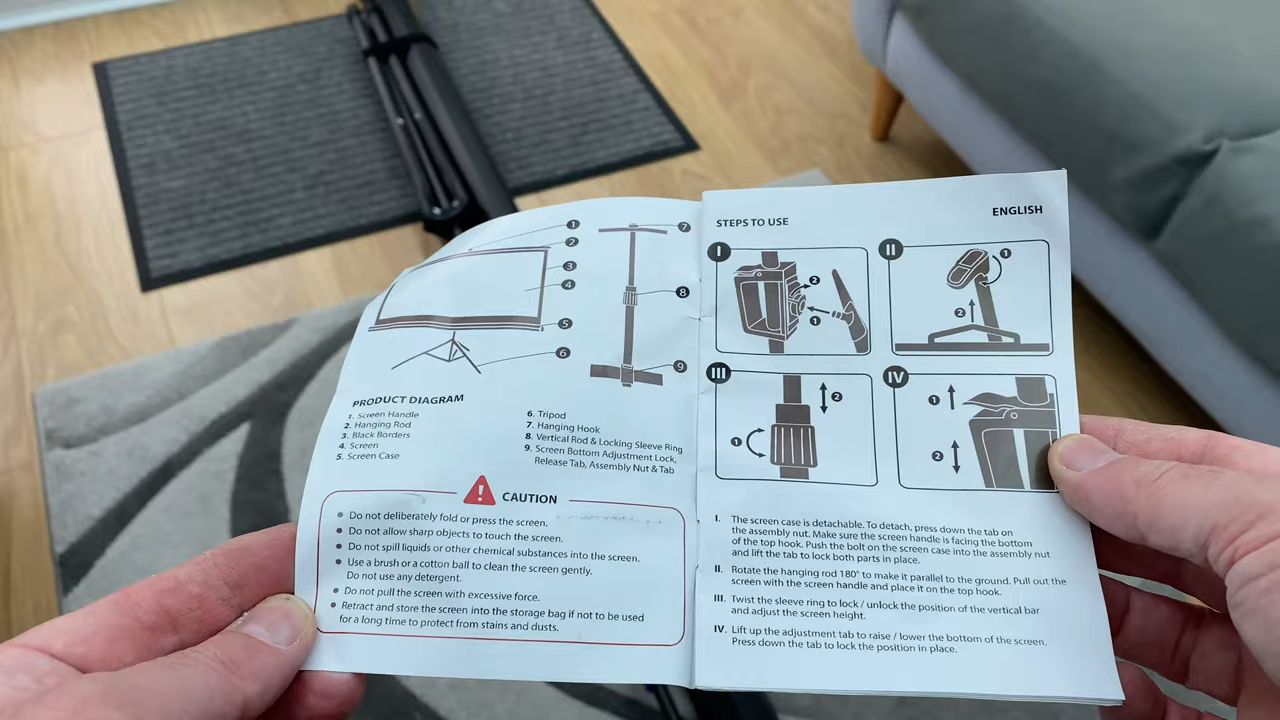 1
2
3
4
5
6
7
8
9
PRODUCT DIAGRAM
1. Screen Handle
2. Hanging Rod
3. Black Borders
4. Screen
5. Screen Case
6. Tripod
7. Hanging Hook
8. Vertical Rod & Locking Sleeve Ring
9. Screen Bottom Adjustment Lock,
Release Tab, Assembly Nut & Tab
CAUTION
• Do not deliberately fold or press the screen.
• Do not allow sharp objects to touch the screen.
• Do not spill liquids or other chemical substances into the screen.
• Use a brush or a cotton ball to clean the screen gently.
Do not use any detergent.
• Do not pull the screen with excessive force.
• Retract and store the screen into the storage bag if not to be used
for a long time to protect from stains and dusts.
ENGLISH
STEPS TO USE
I
2
1
II
1
2
III
2
1
IV
1
2
I. The screen case is detachable. To detach, press down the tab on
the assembly nut. Make sure the screen handle is facing the bottom
of the top hook. Push the bolt on the screen case into the assembly nut
and lift the tab to lock both parts in place.
II. Rotate the hanging rod 180° to make it parallel to the ground. Pull out the
screen with the screen handle and place it on the top hook.
III. Twist the sleeve ring to lock / unlock the position of the vertical bar
and adjust the screen height.
IV. Lift up the adjustment tab to raise / lower the bottom of the screen.
Press down the tab to lock the position in place.